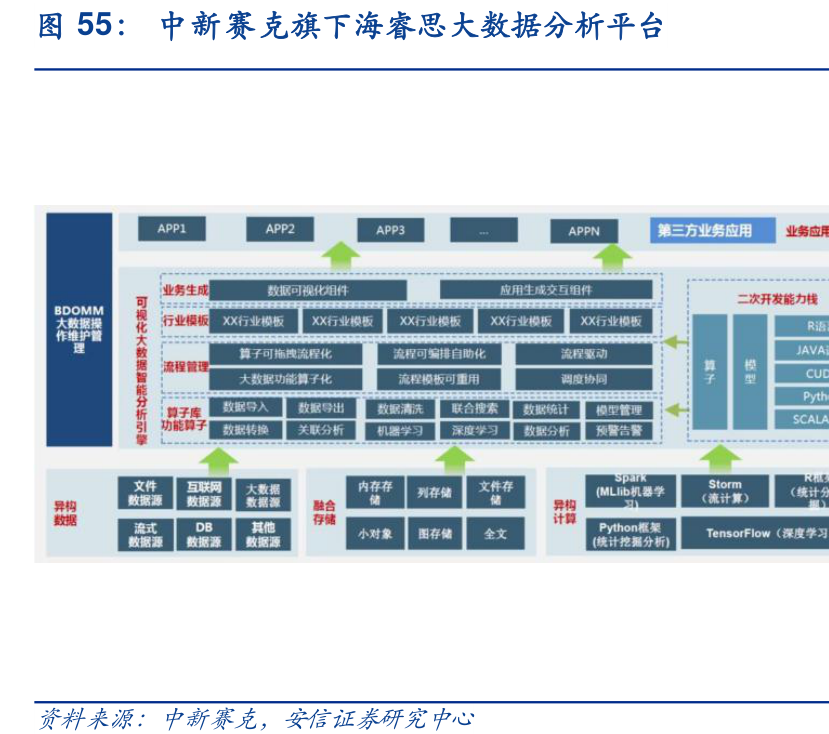 图 55： 中新赛克旗下海睿思大数据分析平台
APP1
APP2
APP3
...
APPN
第三方业务应用
业务应用
BDOMM
大数据操
作维护管
理
可视化大数据智能分析引擎
业务生成
数据可视化组件
应用生成交互组件
行业模板
XX行业模板
XX行业模板
XX行业模板
XX行业模板
XX行业模板
流程管理
算子可拖拽流程化
流程可编排自助化
流程驱动
大数据功能算子化
流程模板可重用
调度协同
算子库
功能算子
数据导入
数据导出
数据清洗
联合搜索
数据统计
模型管理
数据转换
关联分析
机器学习
深度学习
数据分析
预警告警
二次开发能力栈
算子
模型
R语
JAVA
CUD
Pyth
SCALA
异构
数据
文件
数据源
互联网
数据源
大数据
数据源
流式
数据源
DB
数据源
其他
数据源
融合
存储
内存存
储
列存储
文件存
储
小对象
图存储
全文
异构
计算
Spark
(MLlib机器学
习)
Storm
（流计算）
R框架
（统计分
掘）
Python框架
(统计挖掘分析)
TensorFlow（深度学习
资料来源：中新赛克，安信证券研究中心